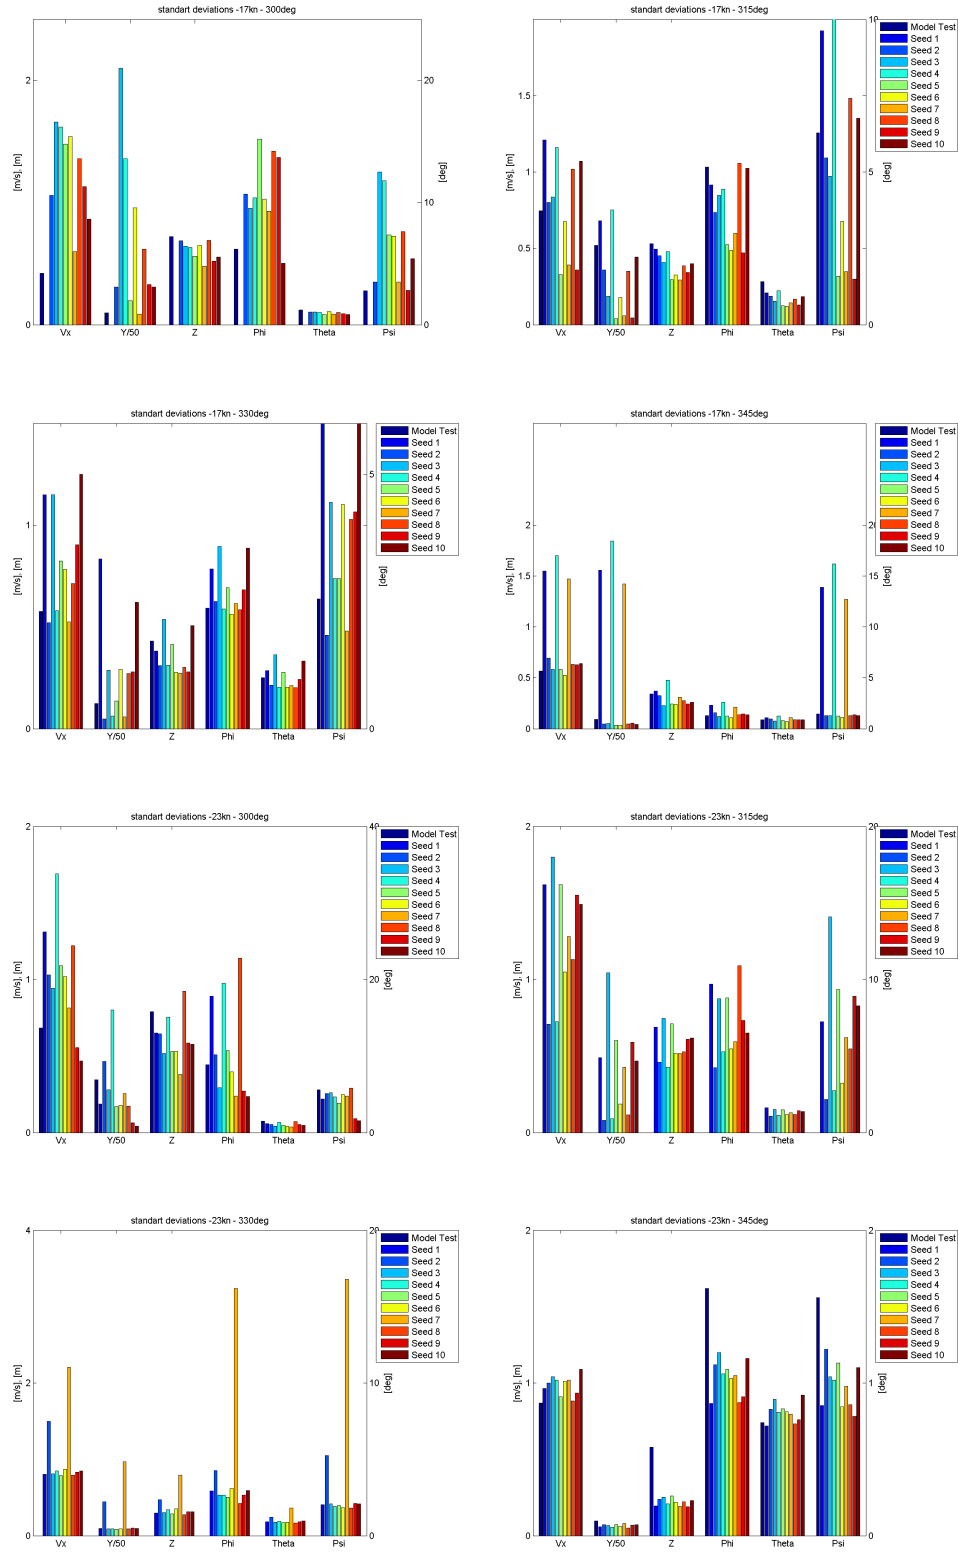 standart deviations -17kn - 300deg
2
1
0
20
10
0
[m/s], [m]
[deg]
Vx Y/50 Z Phi Theta Psi
standart deviations -17kn - 315deg
1.5
1
0.5
0
10
5
0
[m/s], [m]
[deg]
Vx Y/50 Z Phi Theta Psi
Model Test
Seed 1
Seed 2
Seed 3
Seed 4
Seed 5
Seed 6
Seed 7
Seed 8
Seed 9
Seed 10
standart deviations -17kn - 330deg
1
0
5
0
[m/s], [m]
[deg]
Vx Y/50 Z Phi Theta Psi
Model Test
Seed 1
Seed 2
Seed 3
Seed 4
Seed 5
Seed 6
Seed 7
Seed 8
Seed 9
Seed 10
standart deviations -17kn - 345deg
2
1.5
1
0.5
0
20
15
10
5
0
[m/s], [m]
[deg]
Vx Y/50 Z Phi Theta Psi
Model Test
Seed 1
Seed 2
Seed 3
Seed 4
Seed 5
Seed 6
Seed 7
Seed 8
Seed 9
Seed 10
standart deviations -23kn - 300deg
2
1
0
40
20
0
[m/s], [m]
[deg]
Vx Y/50 Z Phi Theta Psi
Model Test
Seed 1
Seed 2
Seed 3
Seed 4
Seed 5
Seed 6
Seed 7
Seed 8
Seed 9
Seed 10
standart deviations -23kn - 315deg
2
1
0
20
10
0
[m/s], [m]
[deg]
Vx Y/50 Z Phi Theta Psi
Model Test
Seed 1
Seed 2
Seed 3
Seed 4
Seed 5
Seed 6
Seed 7
Seed 8
Seed 9
Seed 10
standart deviations -23kn - 330deg
4
2
0
20
10
0
[m/s], [m]
[deg]
Vx Y/50 Z Phi Theta Psi
Model Test
Seed 1
Seed 2
Seed 3
Seed 4
Seed 5
Seed 6
Seed 7
Seed 8
Seed 9
Seed 10
standart deviations -23kn - 345deg
2
1
0
2
1
0
[m/s], [m]
[deg]
Vx Y/50 Z Phi Theta Psi
Model Test
Seed 1
Seed 2
Seed 3
Seed 4
Seed 5
Seed 6
Seed 7
Seed 8
Seed 9
Seed 10